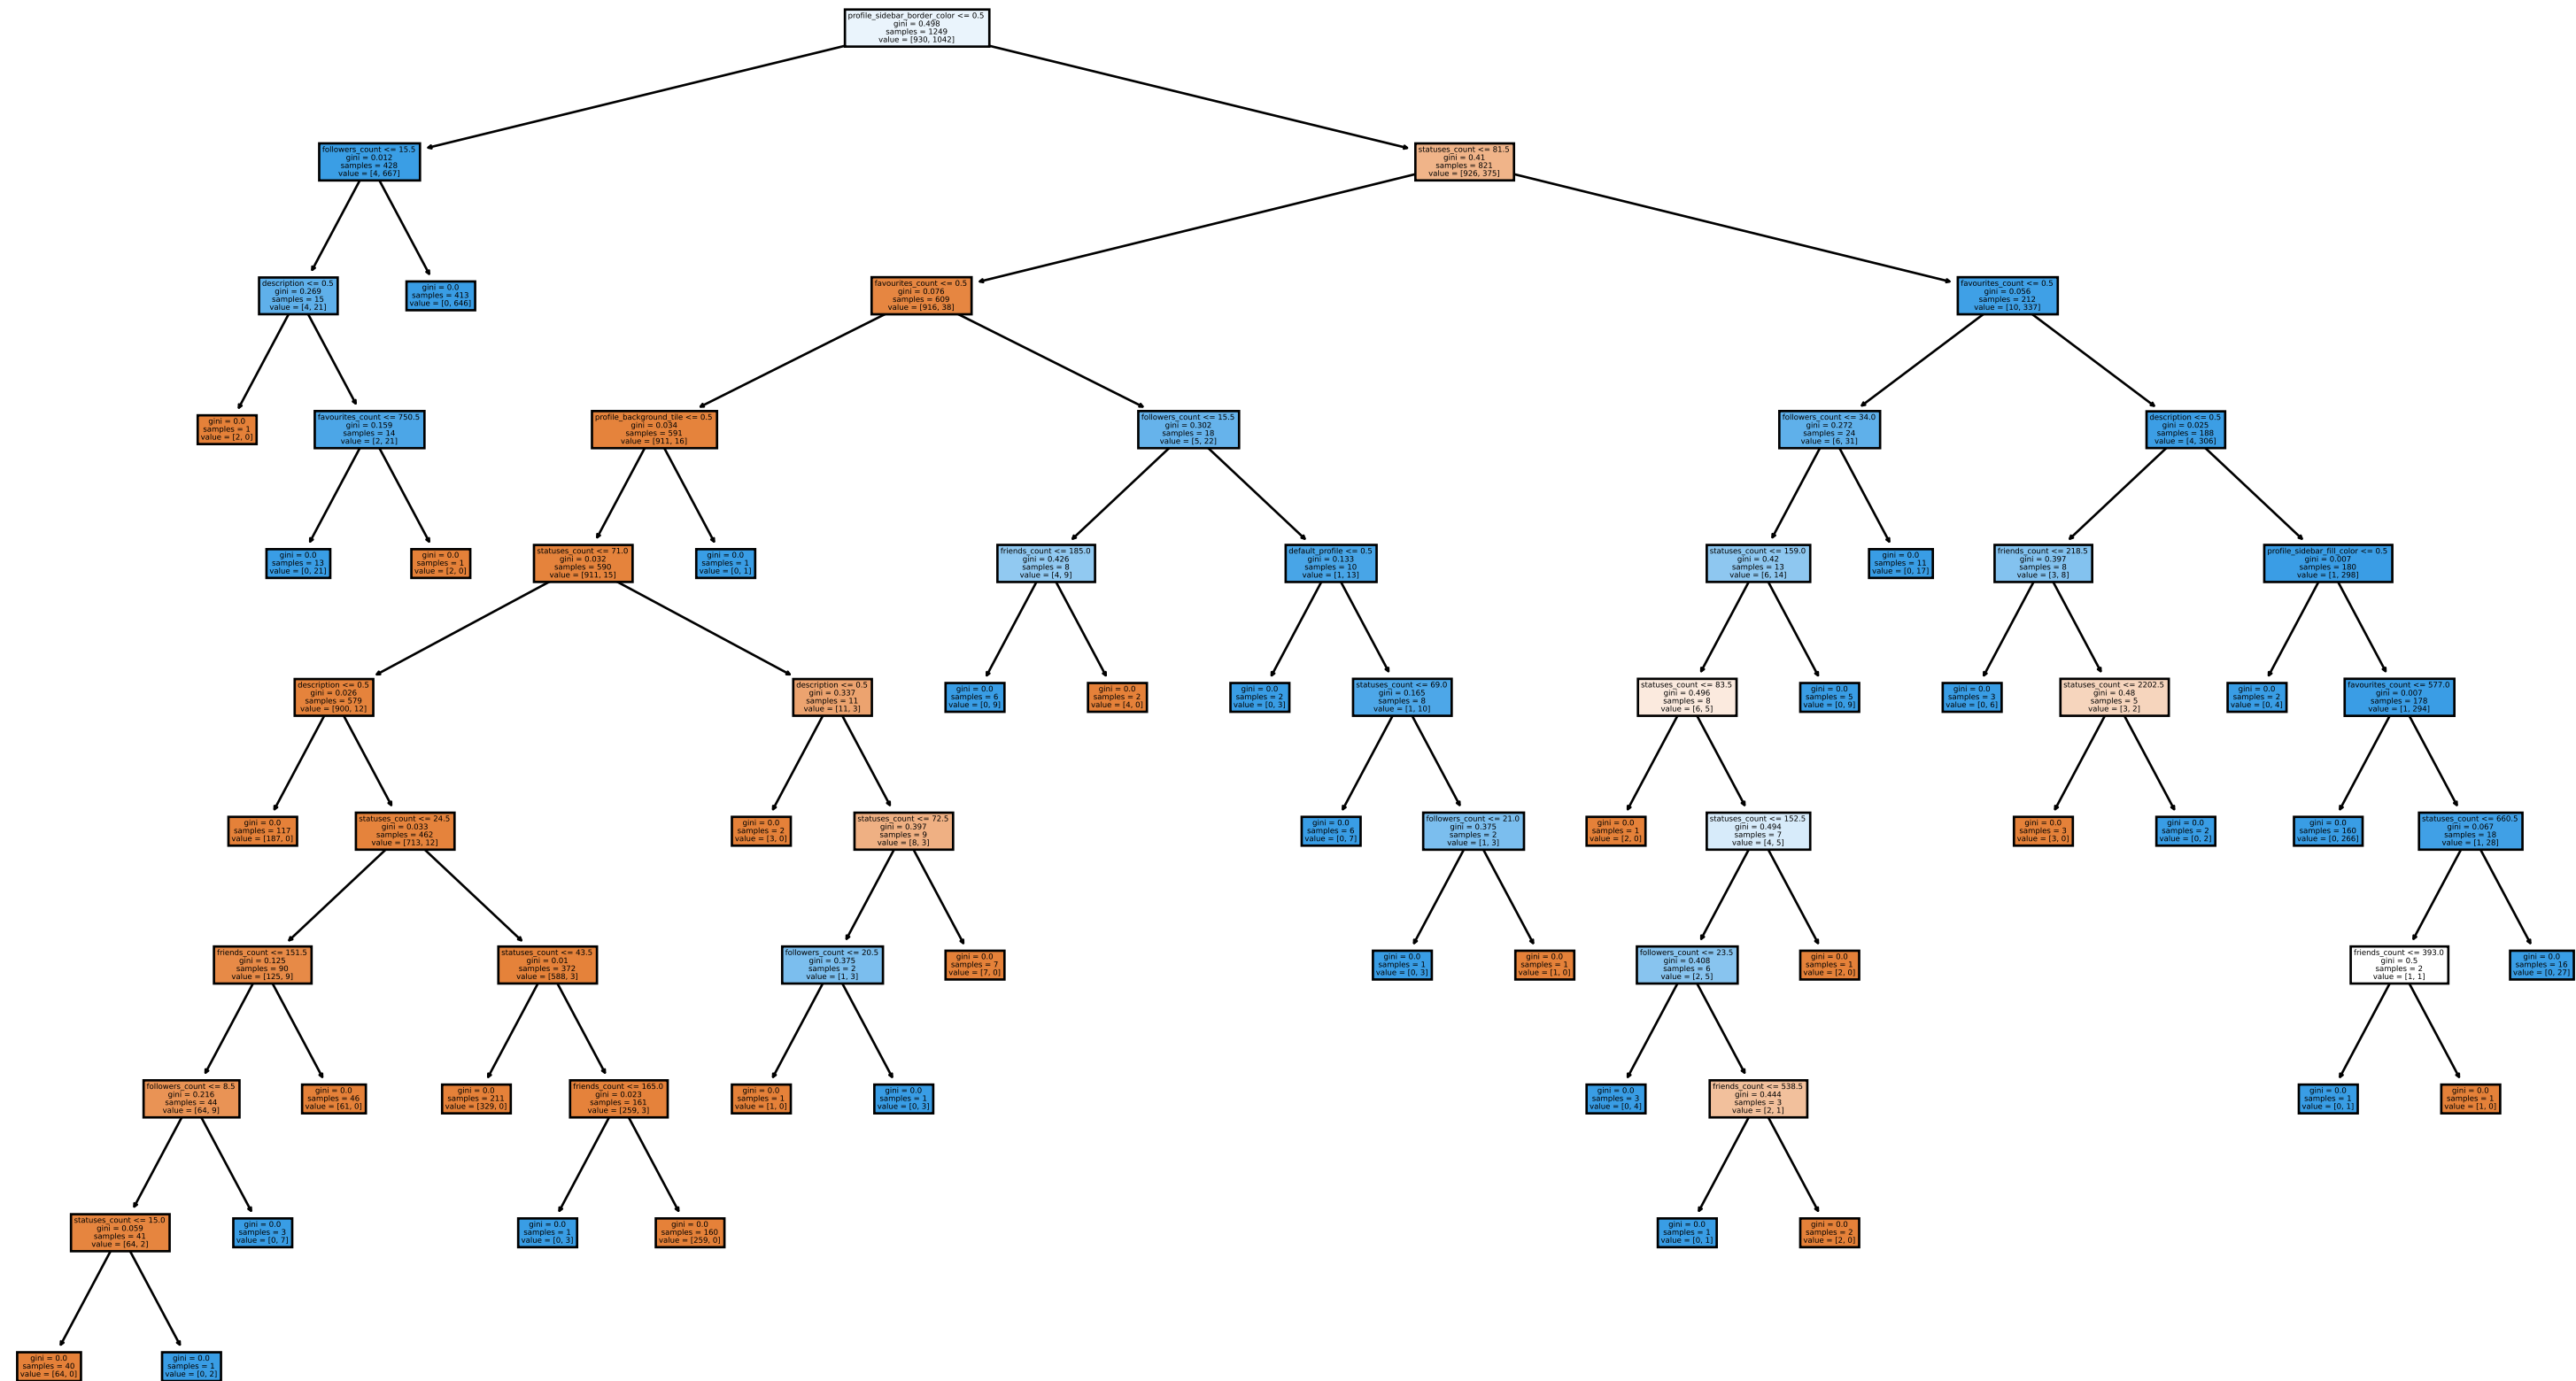 profile_sidebar_border_color <= 0.5
gini = 0.498
samples = 1249
value = [930, 1042]
followers_count <= 15.5
gini = 0.012
samples = 428
value = [4, 667]
statuses_count <= 81.5
gini = 0.41
samples = 821
value = [926, 375]
description <= 0.5
gini = 0.269
samples = 15
value = [4, 21]
gini = 0.0
samples = 413
value = [0, 646]
favourites_count <= 0.5
gini = 0.076
samples = 609
value = [916, 38]
favourites_count <= 0.5
gini = 0.056
samples = 212
value = [10, 337]
gini = 0.0
samples = 1
value = [2, 0]
favourites_count <= 750.5
gini = 0.159
samples = 14
value = [2, 21]
profile_background_tile <= 0.5
gini = 0.034
samples = 591
value = [911, 16]
followers_count <= 15.5
gini = 0.302
samples = 18
value = [5, 22]
followers_count <= 34.0
gini = 0.272
samples = 24
value = [6, 31]
description <= 0.5
gini = 0.025
samples = 188
value = [4, 306]
gini = 0.0
samples = 13
value = [0, 21]
gini = 0.0
samples = 1
value = [2, 0]
statuses_count <= 71.0
gini = 0.032
samples = 590
value = [911, 15]
gini = 0.0
samples = 1
value = [0, 1]
friends_count <= 185.0
gini = 0.426
samples = 8
value = [4, 9]
default_profile <= 0.5
gini = 0.133
samples = 10
value = [1, 13]
statuses_count <= 159.0
gini = 0.42
samples = 13
value = [6, 14]
gini = 0.0
samples = 11
value = [0, 17]
friends_count <= 218.5
gini = 0.397
samples = 8
value = [3, 8]
profile_sidebar_fill_color <= 0.5
gini = 0.007
samples = 180
value = [1, 298]
description <= 0.5
gini = 0.026
samples = 579
value = [900, 12]
description <= 0.5
gini = 0.337
samples = 11
value = [11, 3]
gini = 0.0
samples = 6
value = [0, 9]
gini = 0.0
samples = 2
value = [4, 0]
gini = 0.0
samples = 2
value = [0, 3]
statuses_count <= 69.0
gini = 0.165
samples = 8
value = [1, 10]
statuses_count <= 83.5
gini = 0.496
samples = 8
value = [6, 5]
gini = 0.0
samples = 5
value = [0, 9]
gini = 0.0
samples = 3
value = [0, 6]
statuses_count <= 2202.5
gini = 0.48
samples = 5
value = [3, 2]
gini = 0.0
samples = 2
value = [0, 4]
favourites_count <= 577.0
gini = 0.007
samples = 178
value = [1, 294]
gini = 0.0
samples = 117
value = [187, 0]
statuses_count <= 24.5
gini = 0.033
samples = 462
value = [713, 12]
gini = 0.0
samples = 2
value = [3, 0]
statuses_count <= 72.5
gini = 0.397
samples = 9
value = [8, 3]
gini = 0.0
samples = 6
value = [0, 7]
followers_count <= 21.0
gini = 0.375
samples = 2
value = [1, 3]
gini = 0.0
samples = 1
value = [2, 0]
statuses_count <= 152.5
gini = 0.494
samples = 7
value = [4, 5]
gini = 0.0
samples = 3
value = [3, 0]
gini = 0.0
samples = 2
value = [0, 2]
gini = 0.0
samples = 160
value = [0, 266]
statuses_count <= 660.5
gini = 0.067
samples = 18
value = [1, 28]
friends_count <= 151.5
gini = 0.125
samples = 90
value = [125, 9]
statuses_count <= 43.5
gini = 0.01
samples = 372
value = [588, 3]
followers_count <= 20.5
gini = 0.375
samples = 2
value = [1, 3]
gini = 0.0
samples = 7
value = [7, 0]
gini = 0.0
samples = 1
value = [0, 3]
gini = 0.0
samples = 1
value = [1, 0]
followers_count <= 23.5
gini = 0.408
samples = 6
value = [2, 5]
gini = 0.0
samples = 1
value = [2, 0]
friends_count <= 393.0
gini = 0.5
samples = 2
value = [1, 1]
gini = 0.0
samples = 16
value = [0, 27]
followers_count <= 8.5
gini = 0.216
samples = 44
value = [64, 9]
gini = 0.0
samples = 46
value = [61, 0]
gini = 0.0
samples = 211
value = [329, 0]
friends_count <= 165.0
gini = 0.023
samples = 161
value = [259, 3]
gini = 0.0
samples = 1
value = [1, 0]
gini = 0.0
samples = 1
value = [0, 3]
gini = 0.0
samples = 3
value = [0, 4]
friends_count <= 538.5
gini = 0.444
samples = 3
value = [2, 1]
gini = 0.0
samples = 1
value = [0, 1]
gini = 0.0
samples = 1
value = [1, 0]
statuses_count <= 15.0
gini = 0.059
samples = 41
value = [64, 2]
gini = 0.0
samples = 3
value = [0, 7]
gini = 0.0
samples = 1
value = [0, 3]
gini = 0.0
samples = 160
value = [259, 0]
gini = 0.0
samples = 1
value = [0, 1]
gini = 0.0
samples = 2
value = [2, 0]
gini = 0.0
samples = 40
value = [64, 0]
gini = 0.0
samples = 1
value = [0, 2]